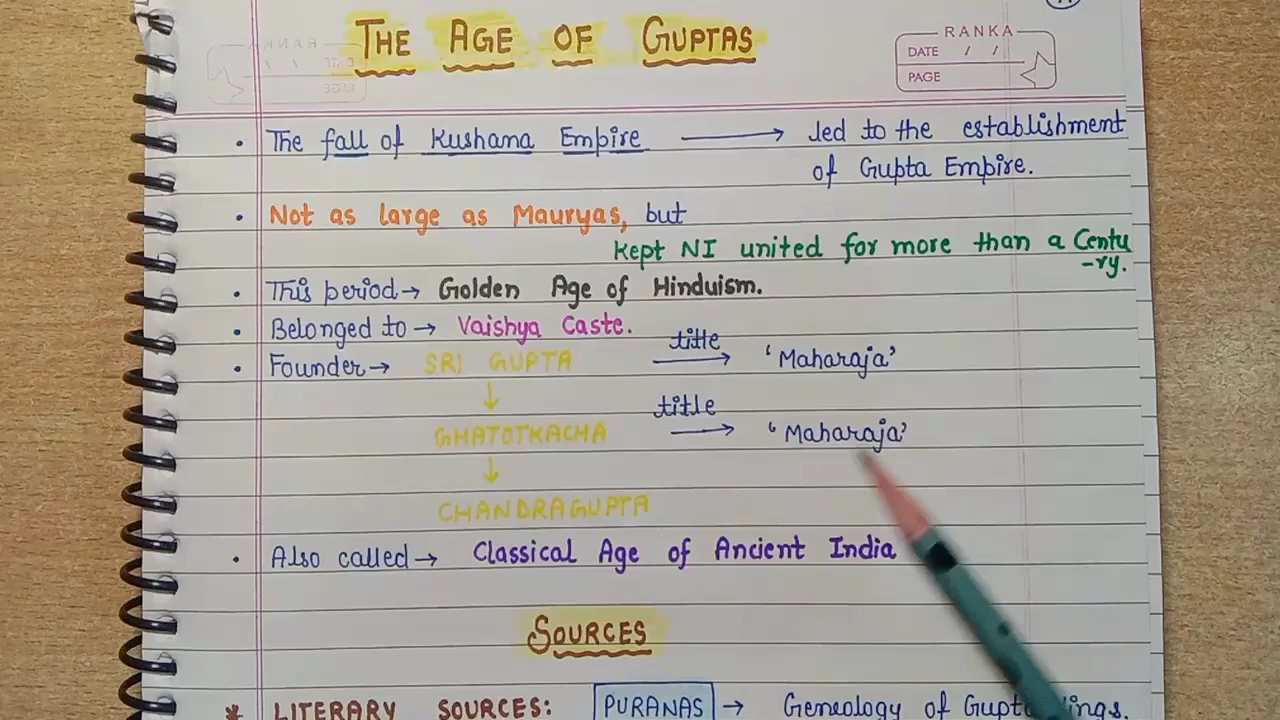 THE AGE OF GUPTAS
RANKA
DATE / /
PAGE
• The fall of Kushana Empire → led to the establishment
of Gupta Empire.
• Not as large as Mauryas, but
kept NI united for more than a Centu
-ry.
• This period → Golden Age of Hinduism.
• Belonged to → Vaishya Caste.
• Founder → SRI GUPTA title → 'Maharaja'
↓
GHATOTKACHA title → 'Maharaja'
↓
CHANDRAGUPTA
• Also called → Classical Age of Ancient India
SOURCES
* LITERARY SOURCES: PURANAS → Geneology of Gupta